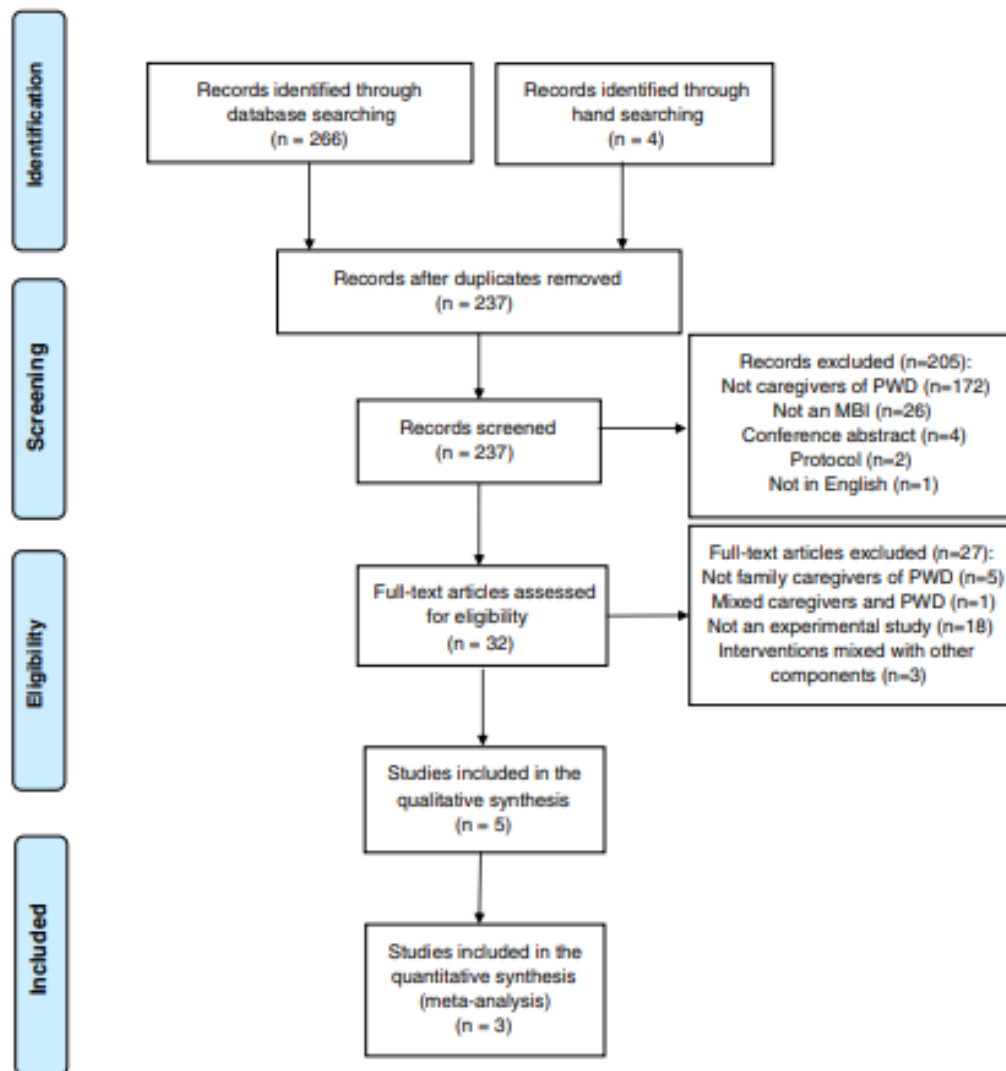 Identification
Records identified through
database searching
(n = 266)
Records identified through
hand searching
(n = 4)
Records after duplicates removed
(n = 237)
Screening
Records screened
(n = 237)
Records excluded (n=205):
Not caregivers of PWD (n=172)
Not an MBI (n=26)
Conference abstract (n=4)
Protocol (n=2)
Not in English (n=1)
Eligibility
Full-text articles assessed
for eligibility
(n = 32)
Full-text articles excluded (n=27):
Not family caregivers of PWD (n=5)
Mixed caregivers and PWD (n=1)
Not an experimental study (n=18)
Interventions mixed with other
components (n=3)
Studies included in the
qualitative synthesis
(n = 5)
Included
Studies included in the
quantitative synthesis
(meta-analysis)
(n = 3)